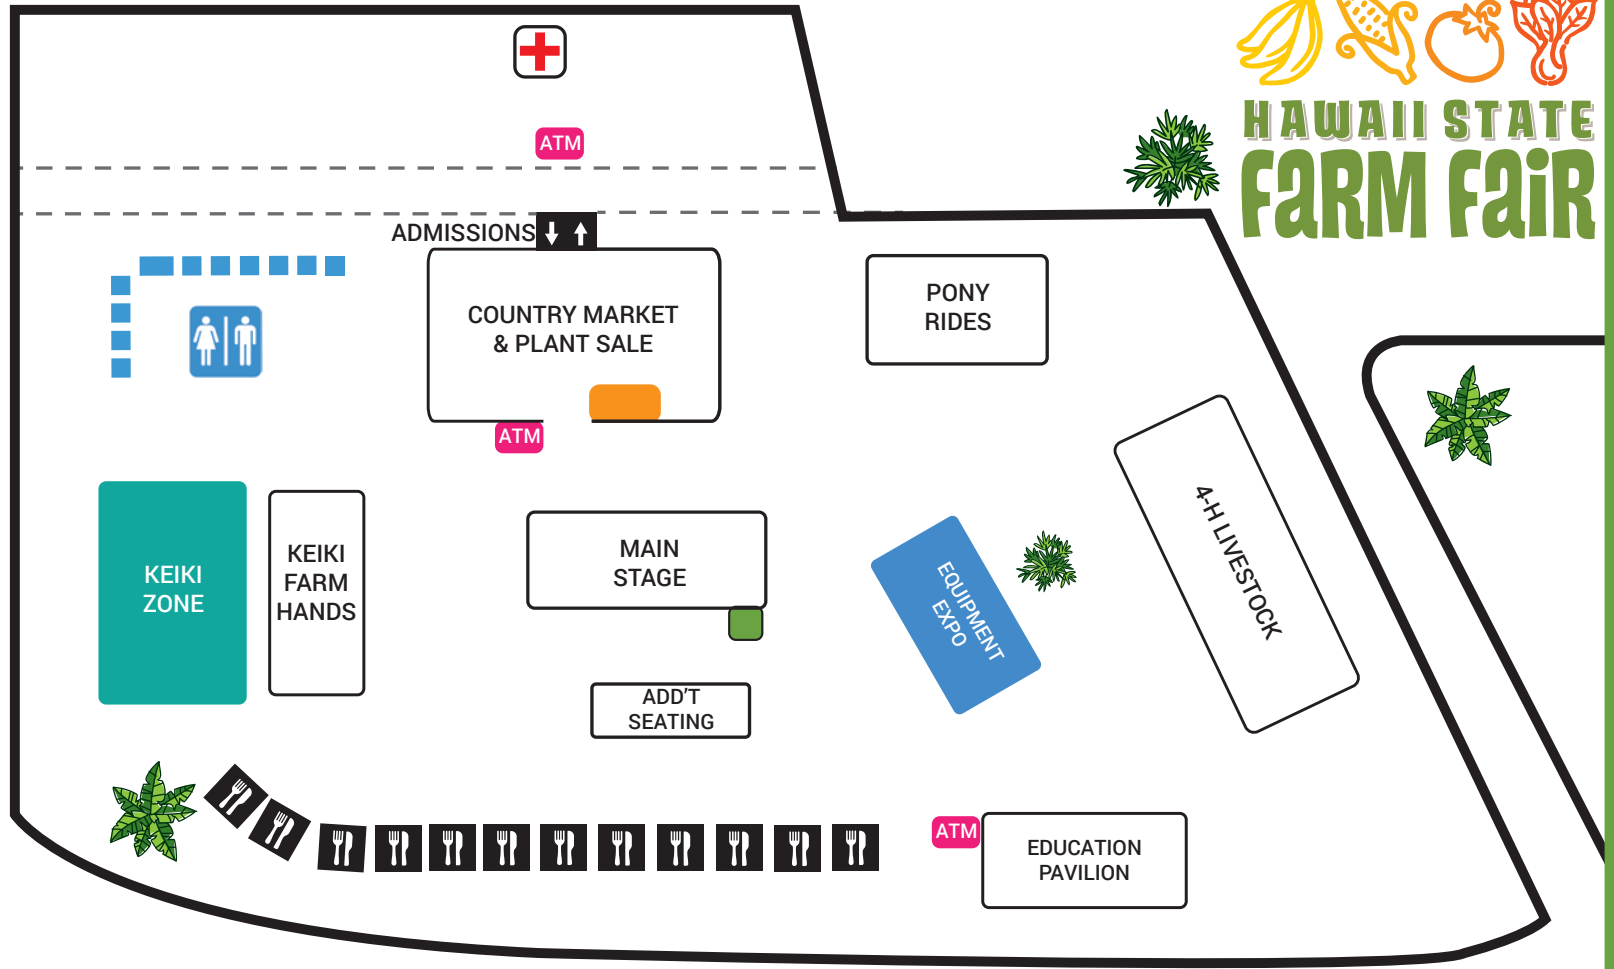 HAWAII STATE
FARM FAIR
ATM
ADMISSIONS
COUNTRY MARKET
& PLANT SALE
PONY
RIDES
ATM
4-H LIVESTOCK
KEIKI
ZONE
KEIKI
FARM
HANDS
MAIN
STAGE
EQUIPMENT
EXPO
ADD'T
SEATING
ATM
EDUCATION
PAVILION